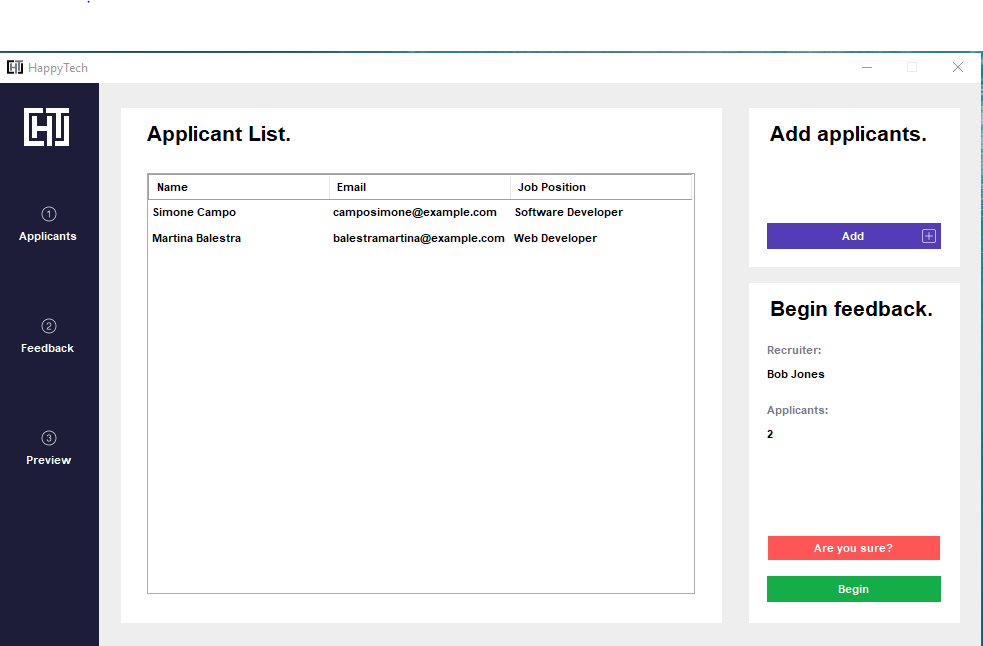 HappyTech
1
Applicants
2
Feedback
3
Preview
Applicant List.
Name Email Job Position
Simone Campo camposimone@example.com Software Developer
Martina Balestra balestramartina@example.com Web Developer
Add applicants.
Add
Begin feedback.
Recruiter:
Bob Jones
Applicants:
2
Are you sure?
Begin